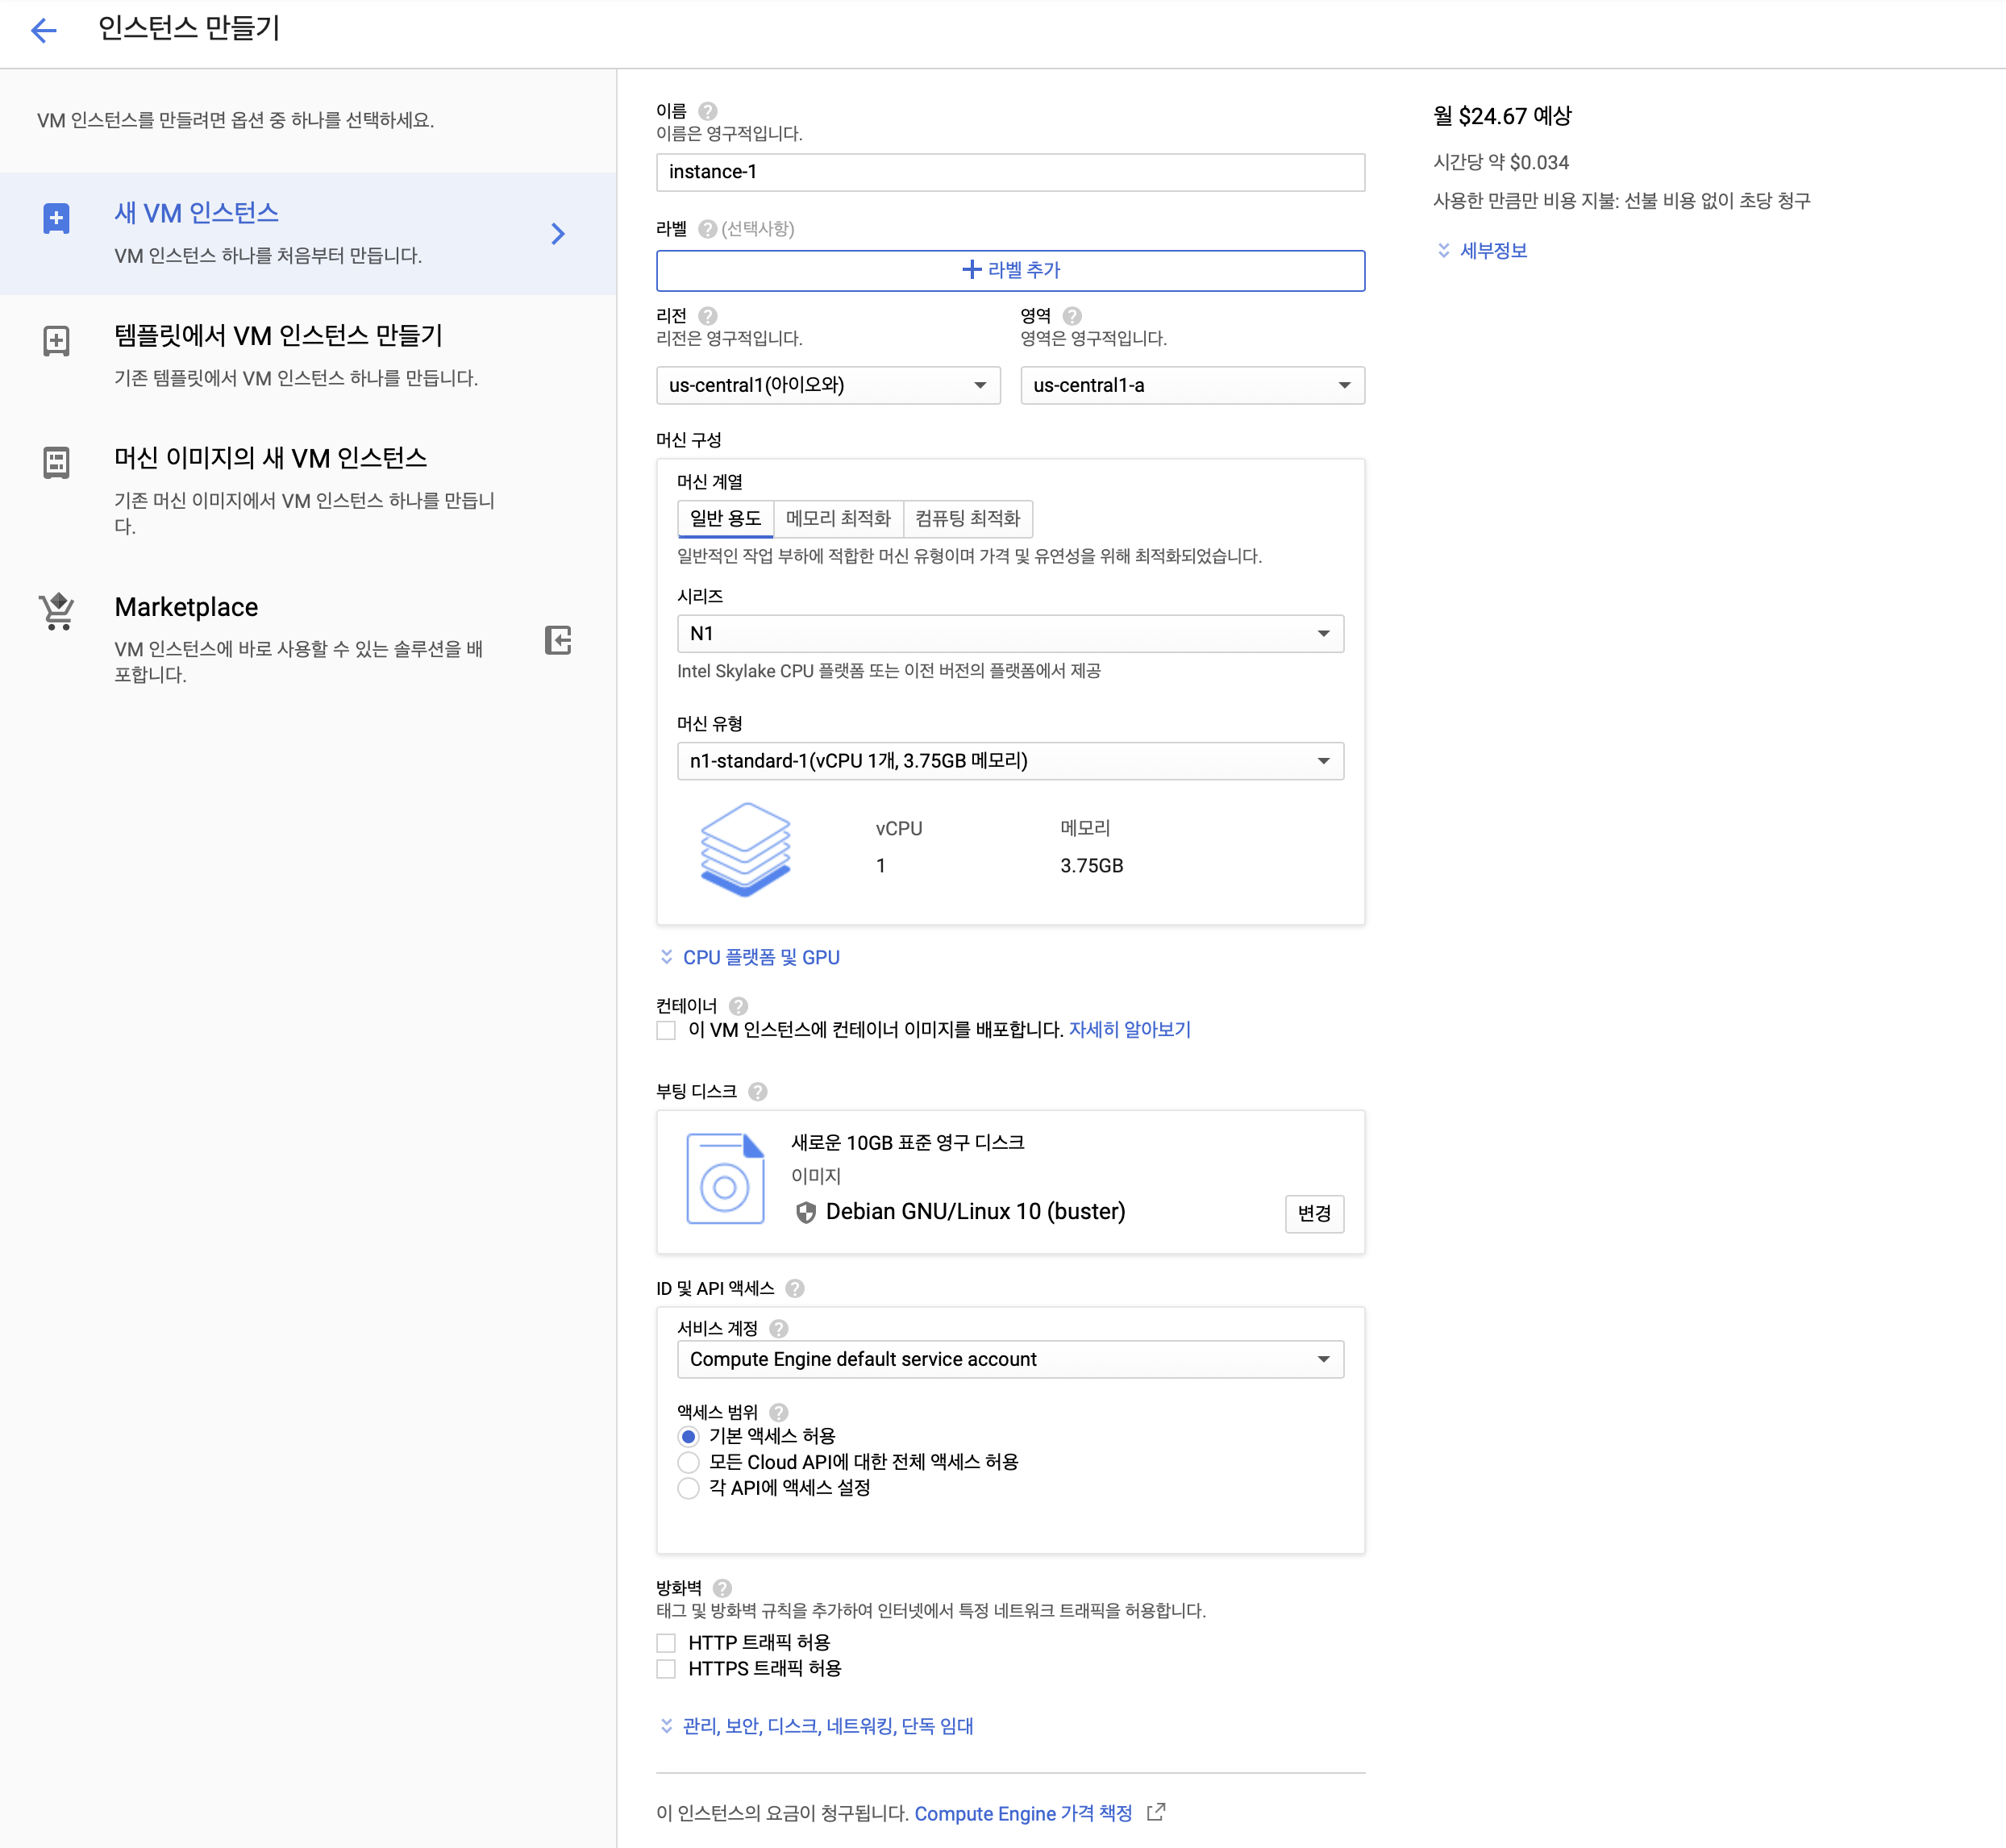 인스턴스 만들기
VM 인스턴스를 만들려면 옵션 중 하나를 선택하세요.
새 VM 인스턴스
VM 인스턴스 하나를 처음부터 만듭니다.
템플릿에서 VM 인스턴스 만들기
기존 템플릿에서 VM 인스턴스 하나를 만듭니다.
머신 이미지의 새 VM 인스턴스
기존 머신 이미지에서 VM 인스턴스 하나를 만듭니
다.
Marketplace
VM 인스턴스에 바로 사용할 수 있는 솔루션을 배
포합니다.
이름 ?
이름은 영구적입니다.
instance-1
라벨 ? (선택사항)
+ 라벨 추가
리전 ?
리전은 영구적입니다.
us-central1(아이오와)
영역 ?
영역은 영구적입니다.
us-central1-a
머신 구성
머신 계열
일반 용도 메모리 최적화 컴퓨팅 최적화
일반적인 작업 부하에 적합한 머신 유형이며 가격 및 유연성을 위해 최적화되었습니다.
시리즈
N1
Intel Skylake CPU 플랫폼 또는 이전 버전의 플랫폼에서 제공
머신 유형
n1-standard-1(vCPU 1개, 3.75GB 메모리)
vCPU 메모리
1 3.75GB
CPU 플랫폼 및 GPU
컨테이너 ?
이 VM 인스턴스에 컨테이너 이미지를 배포합니다. 자세히 알아보기
부팅 디스크 ?
새로운 10GB 표준 영구 디스크
이미지
Debian GNU/Linux 10 (buster)
변경
ID 및 API 액세스 ?
서비스 계정 ?
Compute Engine default service account
액세스 범위 ?
기본 액세스 허용
모든 Cloud API에 대한 전체 액세스 허용
각 API에 액세스 설정
방화벽 ?
태그 및 방화벽 규칙을 추가하여 인터넷에서 특정 네트워크 트래픽을 허용합니다.
HTTP 트래픽 허용
HTTPS 트래픽 허용
관리, 보안, 디스크, 네트워킹, 단독 임대
이 인스턴스의 요금이 청구됩니다. Compute Engine 가격 책정
월 $24.67 예상
시간당 약 $0.034
사용한 만큼만 비용 지불: 선불 비용 없이 초당 청구
세부정보